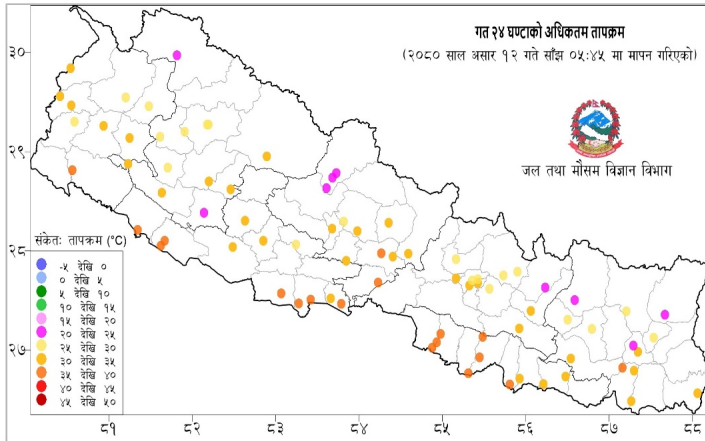 गत २४ घण्टाको अधिकतम तापक्रम
(२०८० साल असार १२ गते साँझ ०५:४५ मा मापन गरिएको)
जल तथा मौसम विज्ञान विभाग
३०
२९
२८
२७
संकेतः तापक्रम (°C)
-५ देखि ०
० देखि ५
५ देखि १०
१० देखि १५
१५ देखि २०
२० देखि २५
२५ देखि ३०
३० देखि ३५
३५ देखि ४०
४० देखि ४५
४५ देखि ५०
८१ ८२ ८३ ८४ ८५ ८६ ८७ ८८